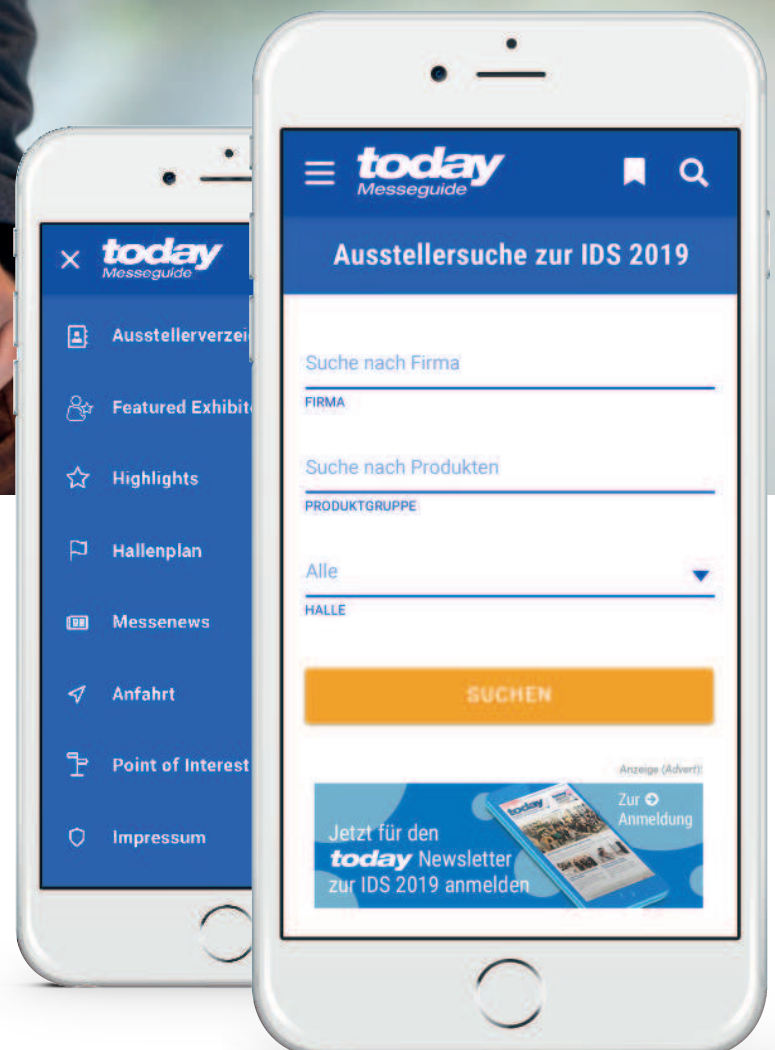 today
Messeguide
Ausstellerverzei
Featured Exhibit
Highlights
Hallenplan
Messenews
Anfahrt
Point of Interest
Impressum
today
Messeguide
Ausstellersuche zur IDS 2019
Suche nach Firma
FIRMA
Suche nach Produkten
PRODUKTGRUPPE
Alle
HALLE
SUCHEN
Anzeige (Advert):
Jetzt für den
today Newsletter
zur IDS 2019 anmelden
today
Zur
Anmeldung